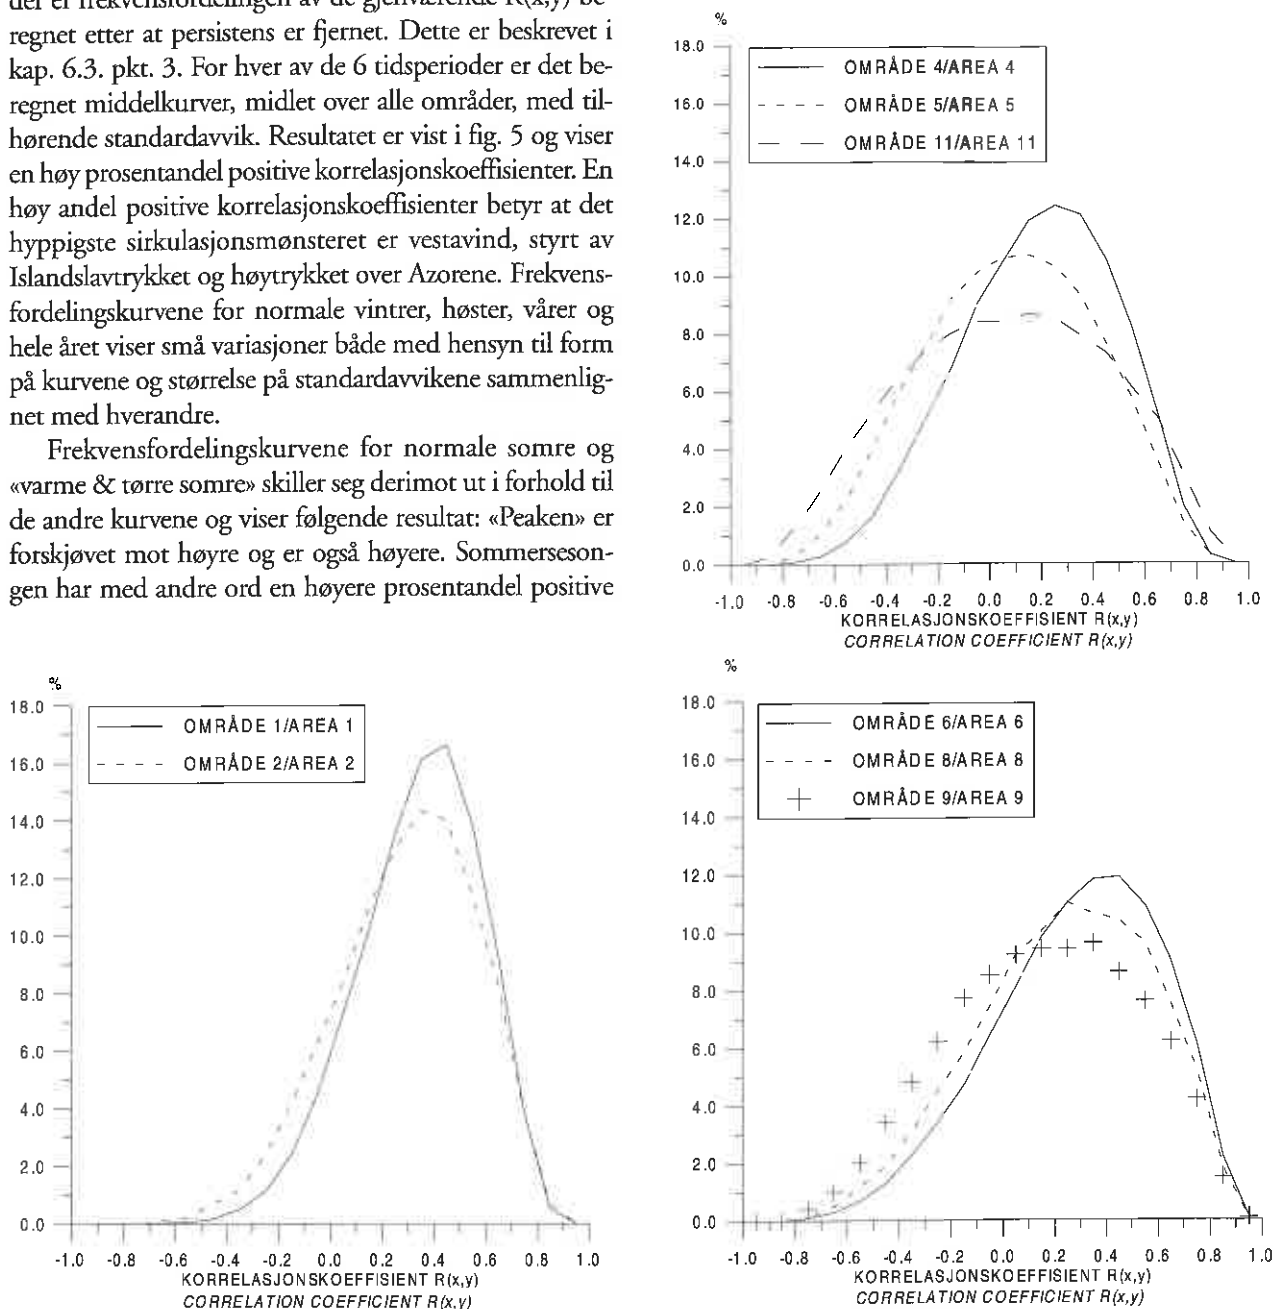 der er frekvensfordelingen av de gjenværende R(x,y) be-
regnet etter at persistens er fjernet. Dette er beskrevet i
kap. 6.3. pkt. 3. For hver av de 6 tidsperioder er det be-
regnet middelkurver, midlet over alle områder, med til-
hørende standardavvik. Resultatet er vist i fig. 5 og viser
en høy prosentandel positive korrelasjonskoeffisienter. En
høy andel positive korrelasjonskoeffisienter betyr at det
hyppigste sirkulasjonsmønsteret er vestavind, styrt av
Islandslavtrykket og høytrykket over Azorene. Frekvens-
fordelingskurvene for normale vintrer, høster, vårer og
hele året viser små variasjoner både med hensyn til form
på kurvene og størrelse på standardavvikene sammenlig-
net med hverandre.
Frekvensfordelingskurvene for normale somre og
«varme & tørre somre» skiller seg derimot ut i forhold til
de andre kurvene og viser følgende resultat: «Peaken» er
forskjøvet mot høyre og er også høyere. Sommerseson-
gen har med andre ord en høyere prosentandel positive
%
18.0
16.0
14.0
12.0
10.0
8.0
6.0
4.0
2.0
0.0
OMRÅDE 4/AREA 4
OMRÅDE 5/AREA 5
OMRÅDE 11/AREA 11
-1.0 -0.8 -0.6 -0.4 -0.2 0.0 0.2 0.4 0.6 0.8 1.0
KORRELASJONSKOEFFISIENT R(x,y)
CORRELATION COEFFICIENT R(x,y)
%
18.0
16.0
14.0
12.0
10.0
8.0
6.0
4.0
2.0
0.0
OMRÅDE 1/AREA 1
OMRÅDE 2/AREA 2
-1.0 -0.8 -0.6 -0.4 -0.2 0.0 0.2 0.4 0.6 0.8 1.0
KORRELASJONSKOEFFISIENT R(x,y)
CORRELATION COEFFICIENT R(x,y)
%
18.0
16.0
14.0
12.0
10.0
8.0
6.0
4.0
2.0
0.0
OMRÅDE 6/AREA 6
OMRÅDE 8/AREA 8
OMRÅDE 9/AREA 9
-1.0 -0.8 -0.6 -0.4 -0.2 0.0 0.2 0.4 0.6 0.8 1.0
KORRELASJONSKOEFFISIENT R(x,y)
CORRELATION COEFFICIENT R(x,y)